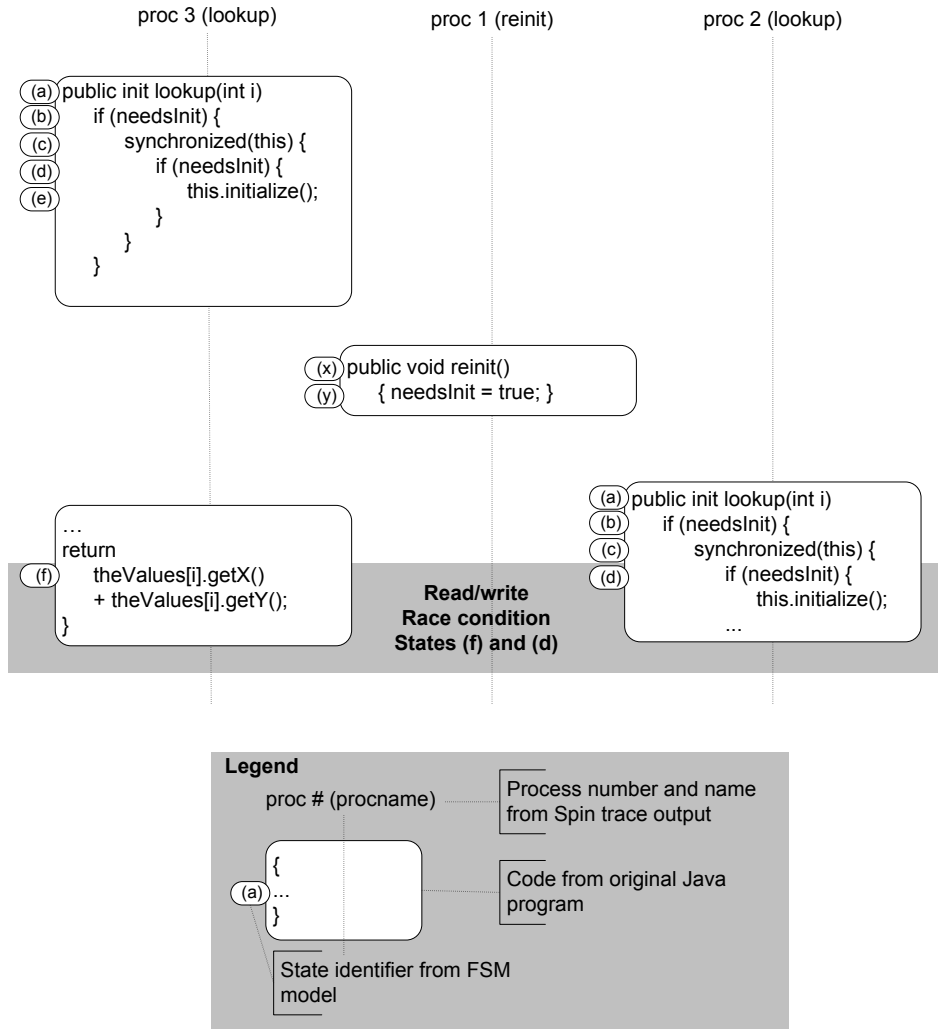 proc 3 (lookup)
proc 1 (reinit)
proc 2 (lookup)
(a) public init lookup(int i)
(b) if (needsInit) {
(c) synchronized(this) {
(d) if (needsInit) {
(e) this.initialize();
}
}
}
(x) public void reinit()
(y) { needsInit = true; }
…
return
(f) theValues[i].getX()
+ theValues[i].getY();
}
(a) public init lookup(int i)
(b) if (needsInit) {
(c) synchronized(this) {
(d) if (needsInit) {
this.initialize();
...
Read/write
Race condition
States (f) and (d)
Legend
proc # (procname)
Process number and name
from Spin trace output
{
(a) ...
}
Code from original Java
program
State identifier from FSM
model